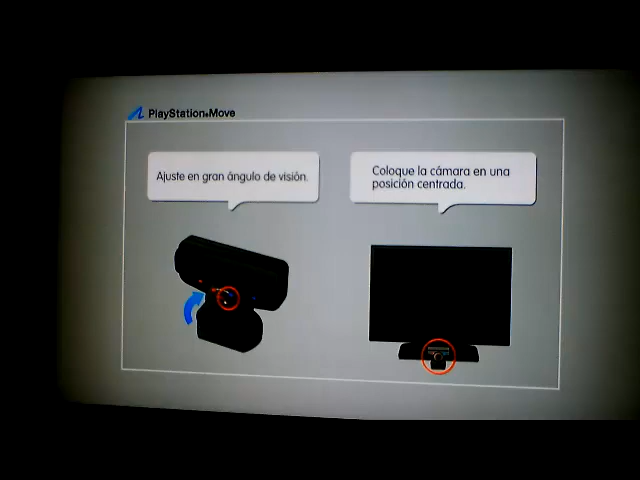 PlayStation®Move
Ajuste en gran ángulo de visión.
Coloque la cámara en una
posición centrada.